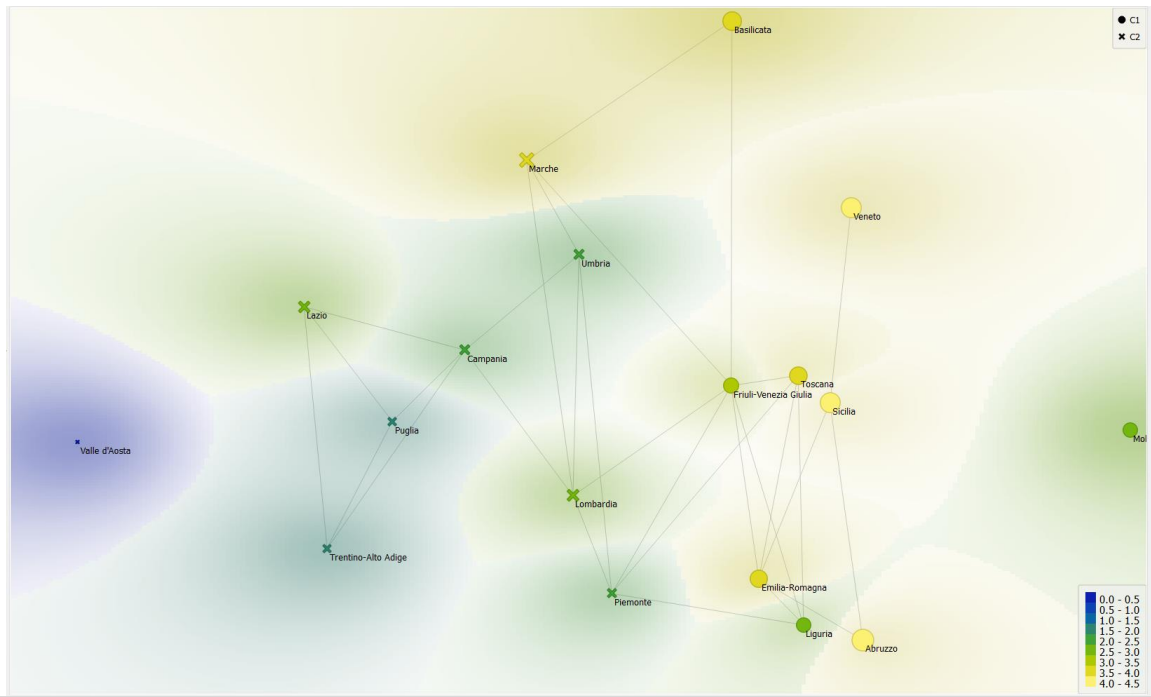 C1
C2
Basilicata
Marche
Veneto
Umbria
Lazio
Campania
Toscana
Friuli-Venezia Giulia
Sicilia
Puglia
Mol
Valle d'Aosta
Lombardia
Trentino-Alto Adige
Emilia-Romagna
Piemonte
Liguria
Abruzzo
0.0 - 0.5
0.5 - 1.0
1.0 - 1.5
1.5 - 2.0
2.0 - 2.5
2.5 - 3.0
3.0 - 3.5
3.5 - 4.0
4.0 - 4.5